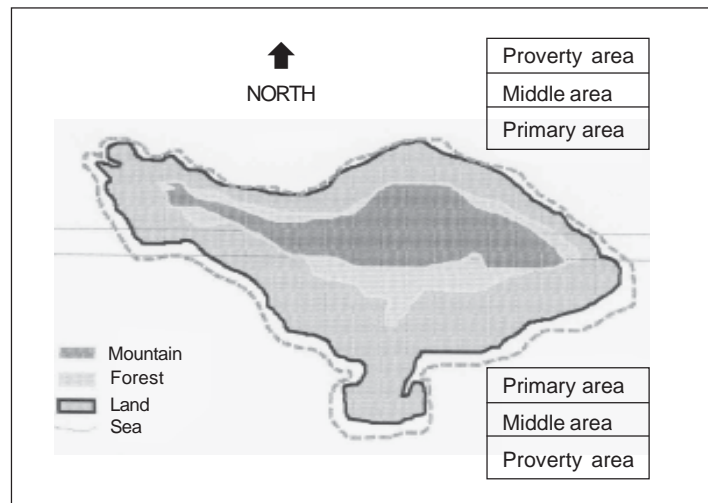 NORTH
Proverty area
Middle area
Primary area
Mountain
Forest
Land
Sea
Primary area
Middle area
Proverty area